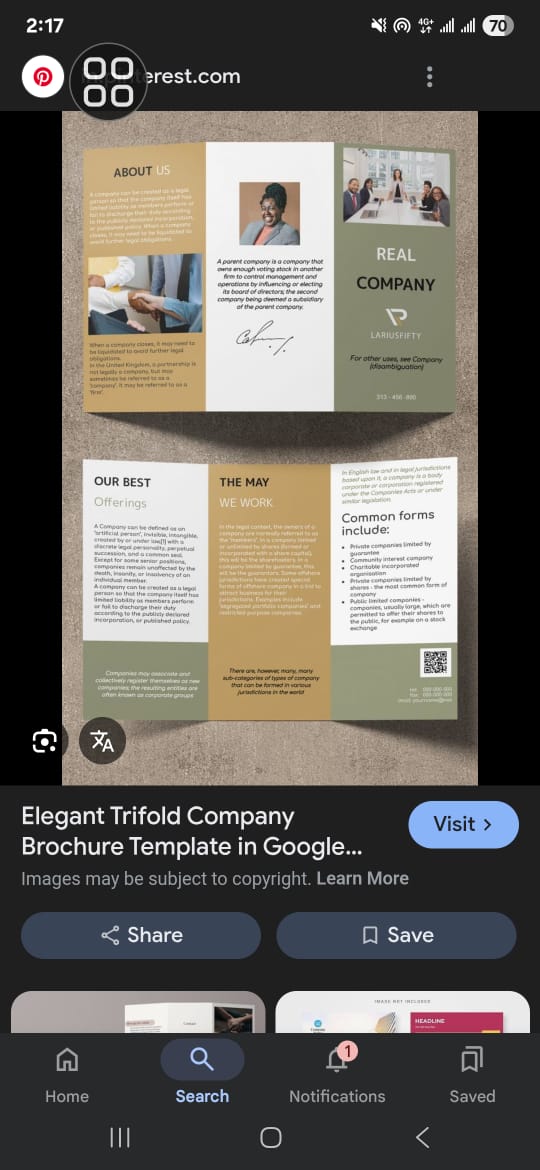 2:17
4G+
70
erest.com
ABOUT US
A company can be created as a legal
person so that the company itself has
limited liability as members perform or
fail to discharge their duty according
to the publicly declared incorporation,
or published policy. When a company
closes, it may need to be liquidated to
avoid further legal obligations.
When a company closes, it may need to
be liquidated to avoid further legal
obligations.
In the United Kingdom, a partnership is
not legally a company, but may
sometimes be referred to as a
"company". It may be referred to as a
"firm".
A parent company is a company that
owns enough voting stock in another
firm to control management and
operations by influencing or electing
its board of directors; the second
company being deemed a subsidiary
of the parent company.
REAL
COMPANY
LARIUSFIFTY
For other uses, see Company
(disambiguation)
313 - 456 -890
OUR BEST
Offerings
A Company can be defined as an
"artificial person", invisible, intangible,
created by or under law,[1] with a
discrete legal personality, perpetual
succession, and a common seal.
Except for some senior positions,
companies remain unaffected by the
death, insanity, or insolvency of an
individual member.
A company can be created as a legal
person so that the company itself has
limited liability as members perform
or fail to discharge their duty
according to the publicly declared
incorporation, or published policy.
Companies may associate and
collectively register themselves as new
companies; the resulting entities are
often known as corporate groups
THE MAY
WE WORK
In the legal context, the owners of a
company are normally referred to as
the "members". In a company limited
or unlimited by shares (formed or
incorporated with a share capital),
this will be the shareholders. In a
company limited by guarantee, this
will be the guarantors. Some offshore
jurisdictions have created special
forms of offshore company in a bid to
attract business for their
jurisdictions. Examples include
"segregated portfolio companies" and
restricted purpose companies.
There are, however, many, many
sub-categories of types of company
that can be formed in various
jurisdictions in the world
In English law and in legal jurisdictions
based upon it, a company is a body
corporate or corporation registered
under the Companies Acts or under
similar legislation.
Common forms
include:
• Private companies limited by
guarantee
• Community interest company
• Charitable incorporated
organisation
• Private companies limited by
shares - the most common form of
company
• Public limited companies -
companies, usually large, which are
permitted to offer their shares to
the public, for example on a stock
exchange
tel: 000 000 000
fax: 000 000 000
Elegant Trifold Company
Brochure Template in Google...
Visit >
Images may be subject to copyright. Learn More
Share
Save
IMAGE NOT INCLUDED
HEADLINE
1
Home
Search
Notifications
Saved